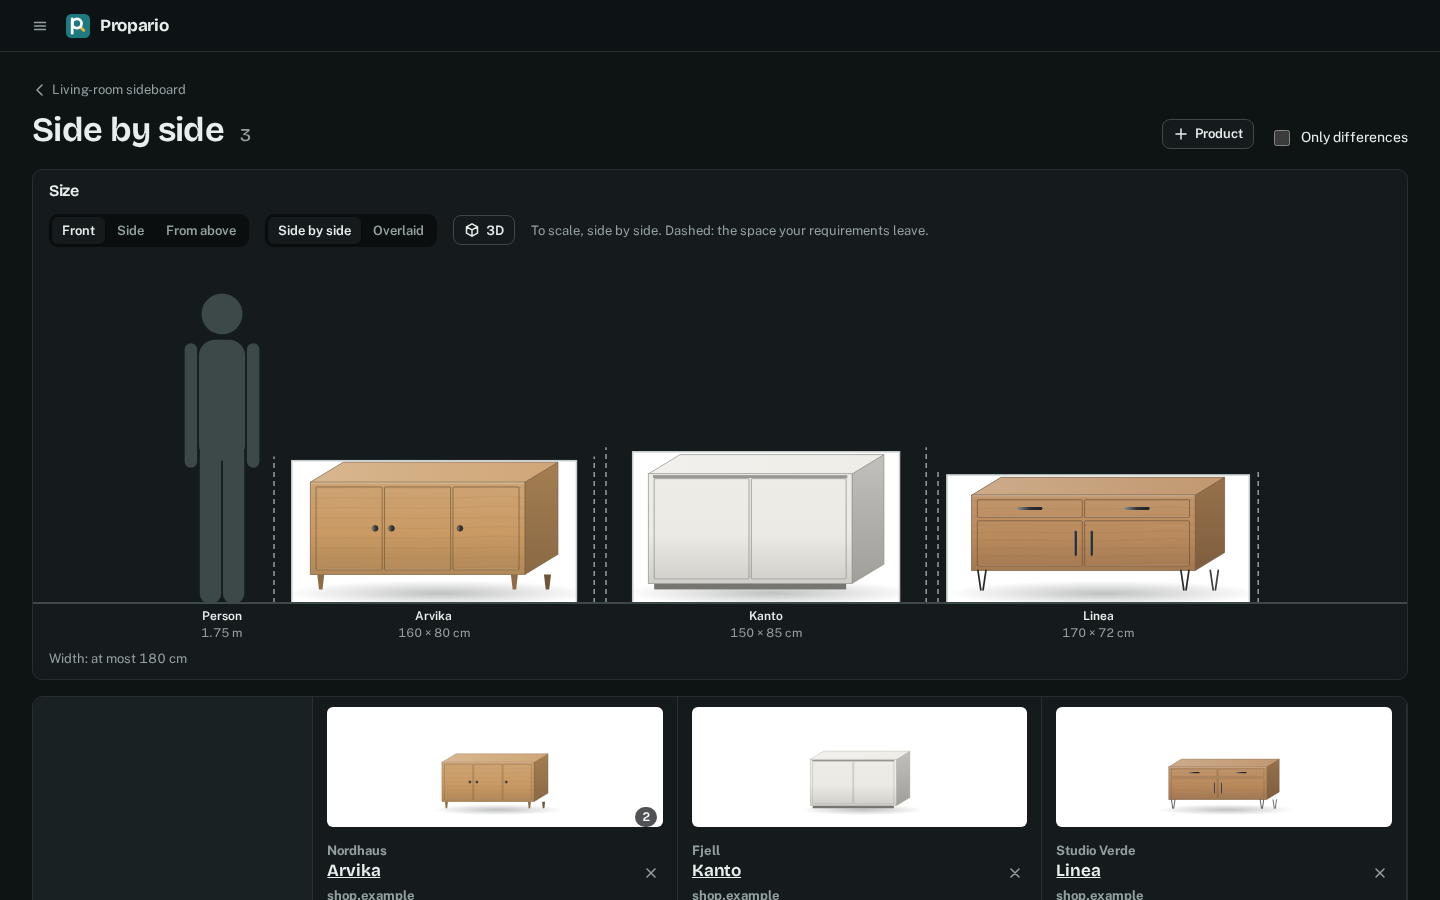 Propario
Living-room sideboard
Side by side 3
Product
Only differences
Size
Front Side From above Side by side Overlaid 3D To scale, side by side. Dashed: the space your requirements leave.
Person Arvika Kanto Linea
1.75 m 160 × 80 cm 150 × 85 cm 170 × 72 cm
Width: at most 180 cm
2
Nordhaus Fjell Studio Verde
Arvika Kanto Linea
shop.example shop.example shop.example